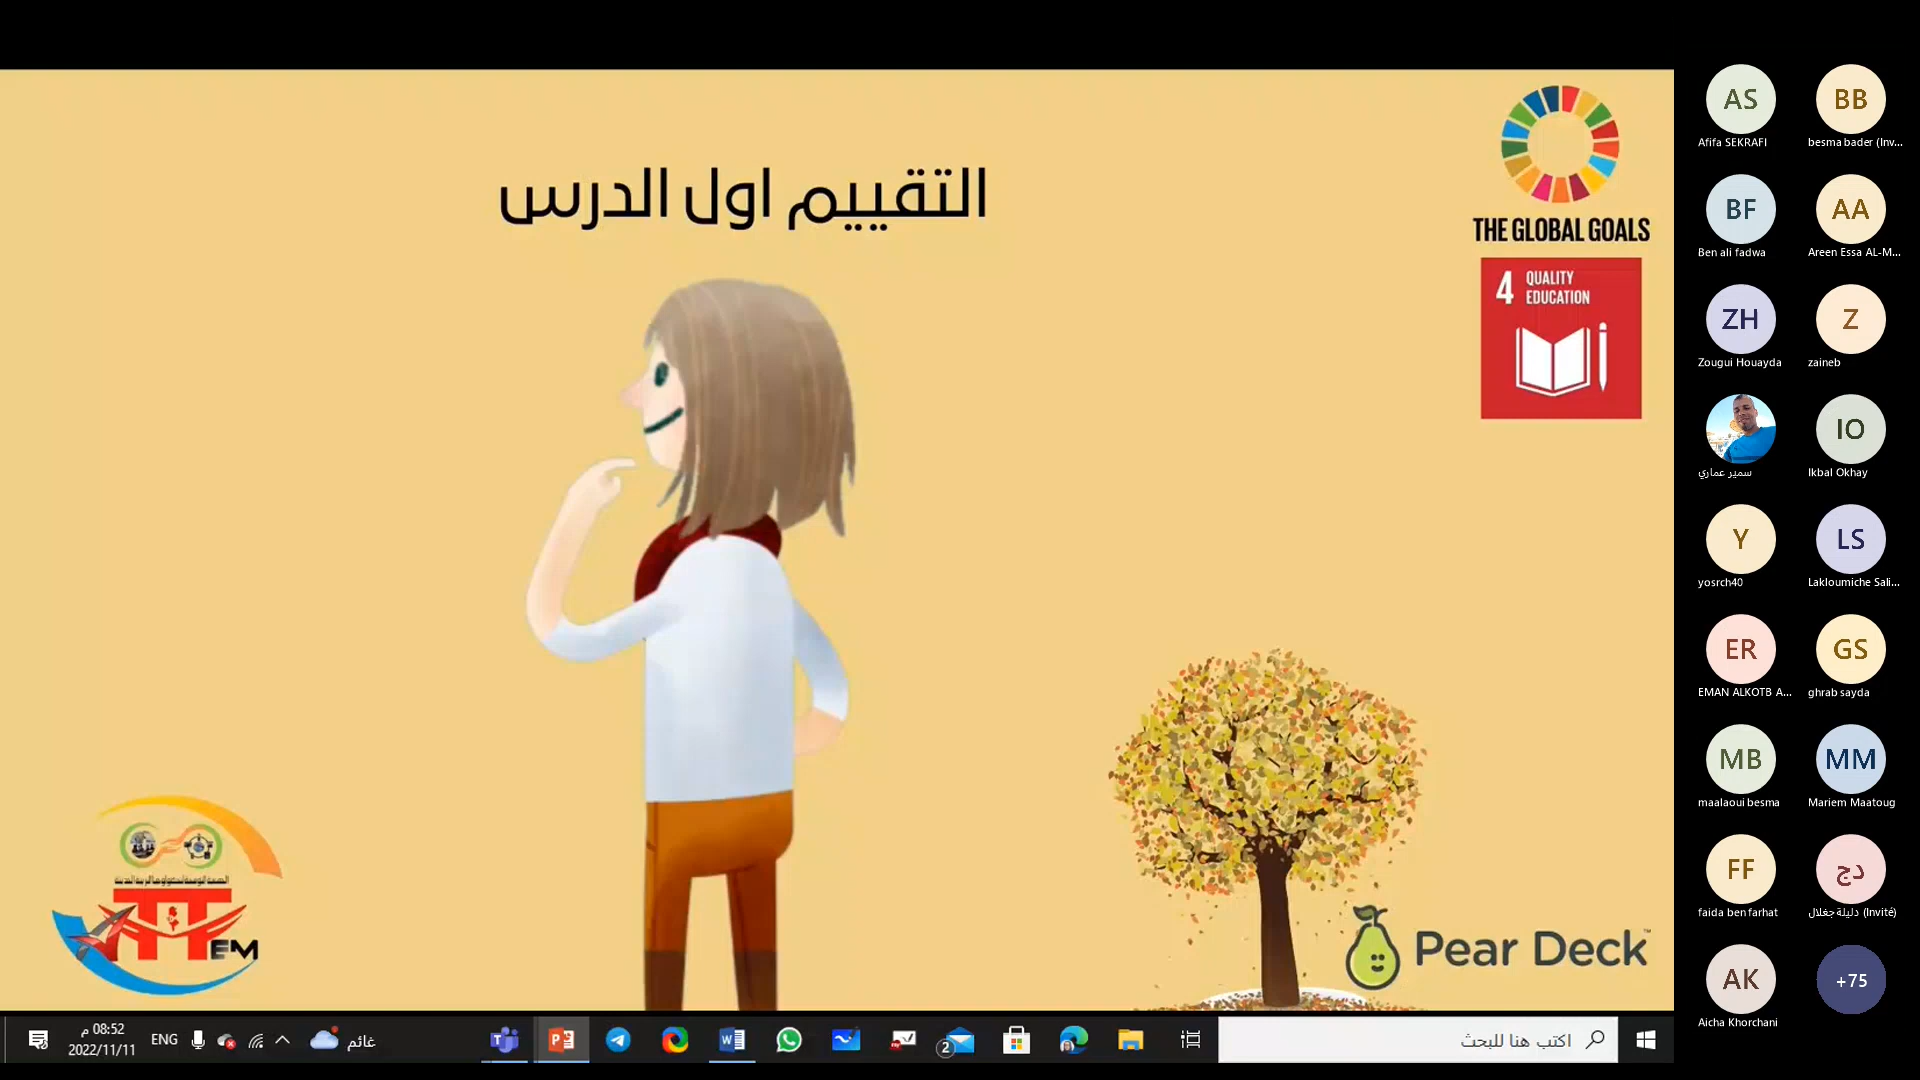 التقييم اول الدرس
THE GLOBAL GOALS
4 QUALITY
EDUCATION
TT
EM
Pear Deck
AS
Afifa SEKRAFI
BB
besma bader (Inv...
BF
Ben ali fadwa
AA
Areen Essa AL-M...
ZH
Zougui Houayda
Z
zaineb
سمير عماري
IO
Ikbal Okhay
Y
yosrch40
LS
Lakloumiche Sali...
ER
EMAN ALKOTB A...
GS
ghrab sayda
MB
maalaoui besma
MM
Mariem Maatoug
FF
faida ben farhat
دج
دليلة جغلال (Invité)
AK
Aicha Khorchani
+75
08:52 م
2022/11/11
ENG
غائم
2
اكتب هنا للبحث